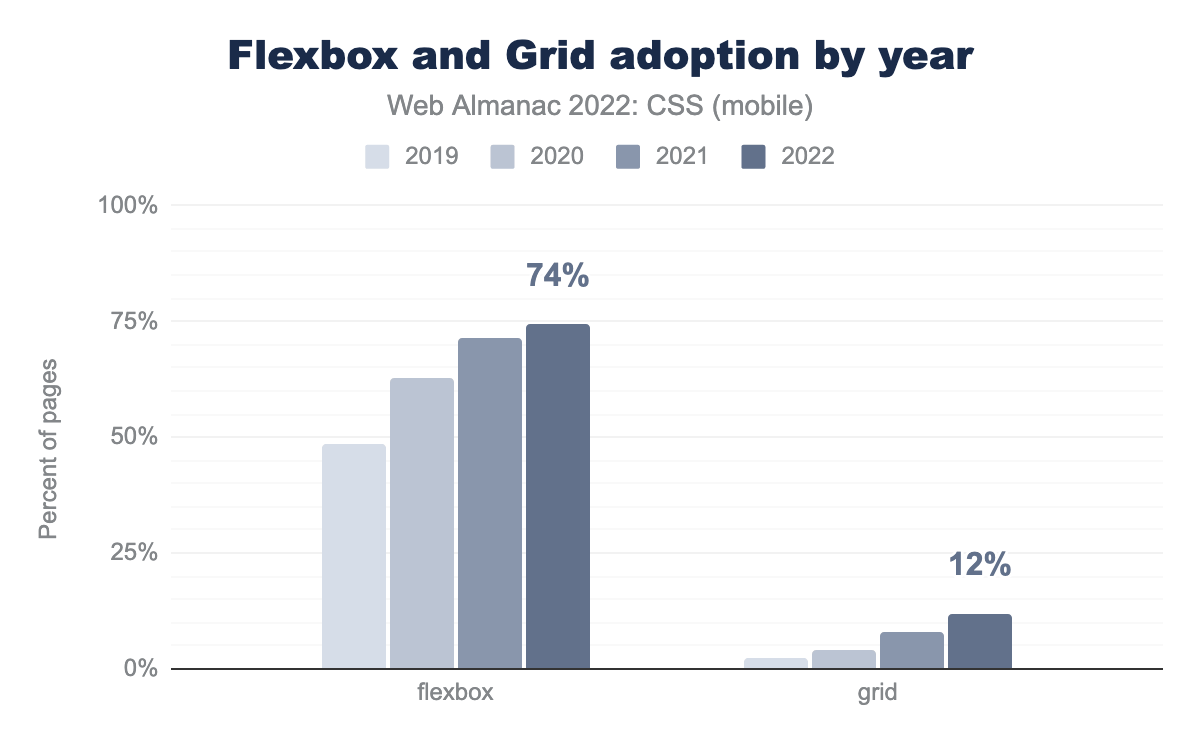 Flexbox and Grid adoption by year
Web Almanac 2022: CSS (mobile)
2019 2020 2021 2022
100%
75%
50%
25%
0%
Percent of pages
74%
12%
flexbox grid